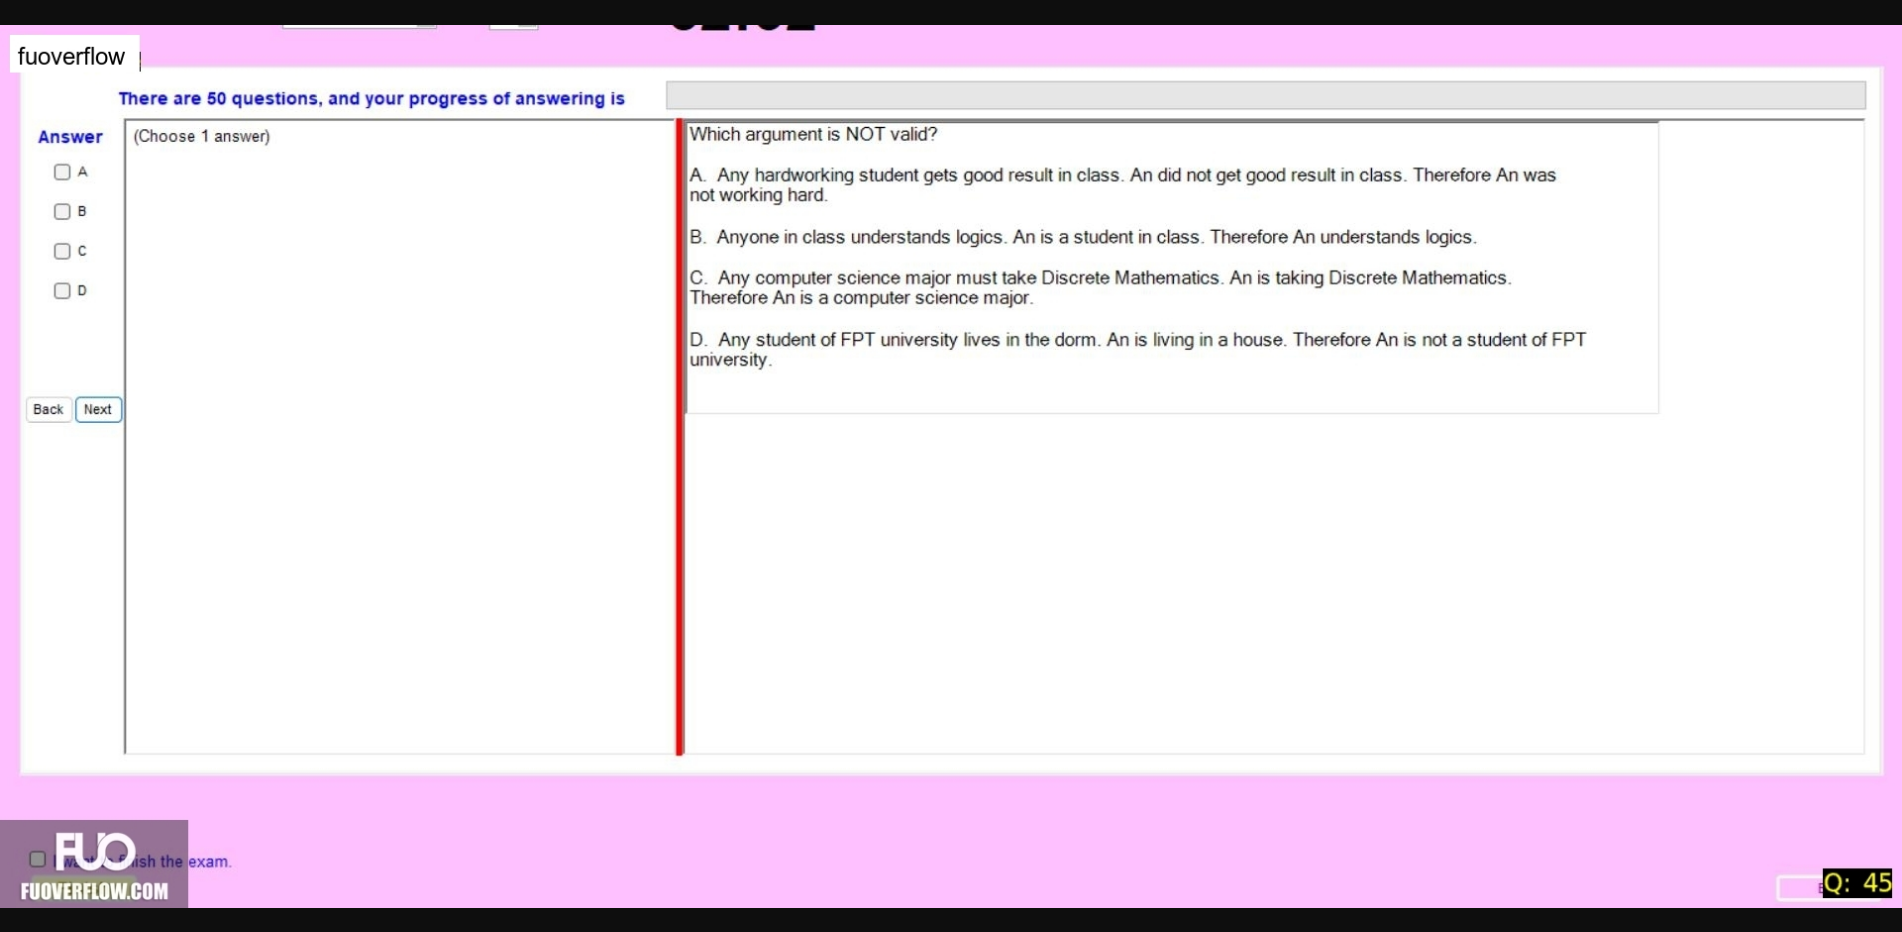 fuoverflow
There are 50 questions, and your progress of answering is
Answer
(Choose 1 answer)
A
B
C
D
Back
Next
Which argument is NOT valid?
A. Any hardworking student gets good result in class. An did not get good result in class. Therefore An was
not working hard.
B. Anyone in class understands logics. An is a student in class. Therefore An understands logics.
C. Any computer science major must take Discrete Mathematics. An is taking Discrete Mathematics.
Therefore An is a computer science major.
D. Any student of FPT university lives in the dorm. An is living in a house. Therefore An is not a student of FPT
university.
FUO
the exam.
FUOVERFLOW.COM
Q: 45